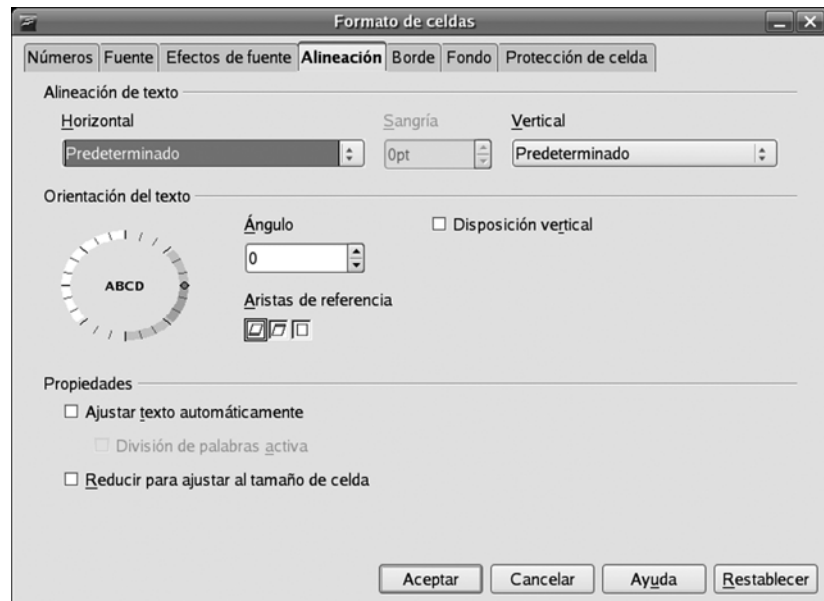 Formato de celdas
Números Fuente Efectos de fuente Alineación Borde Fondo Protección de celda
Alineación de texto
Horizontal Sangría Vertical
Predeterminado 0pt Predeterminado
Orientación del texto
Ángulo Disposición vertical
0
ABCD
Aristas de referencia
Propiedades
Ajustar texto automáticamente
División de palabras activa
Reducir para ajustar al tamaño de celda
Aceptar Cancelar Ayuda Restablecer